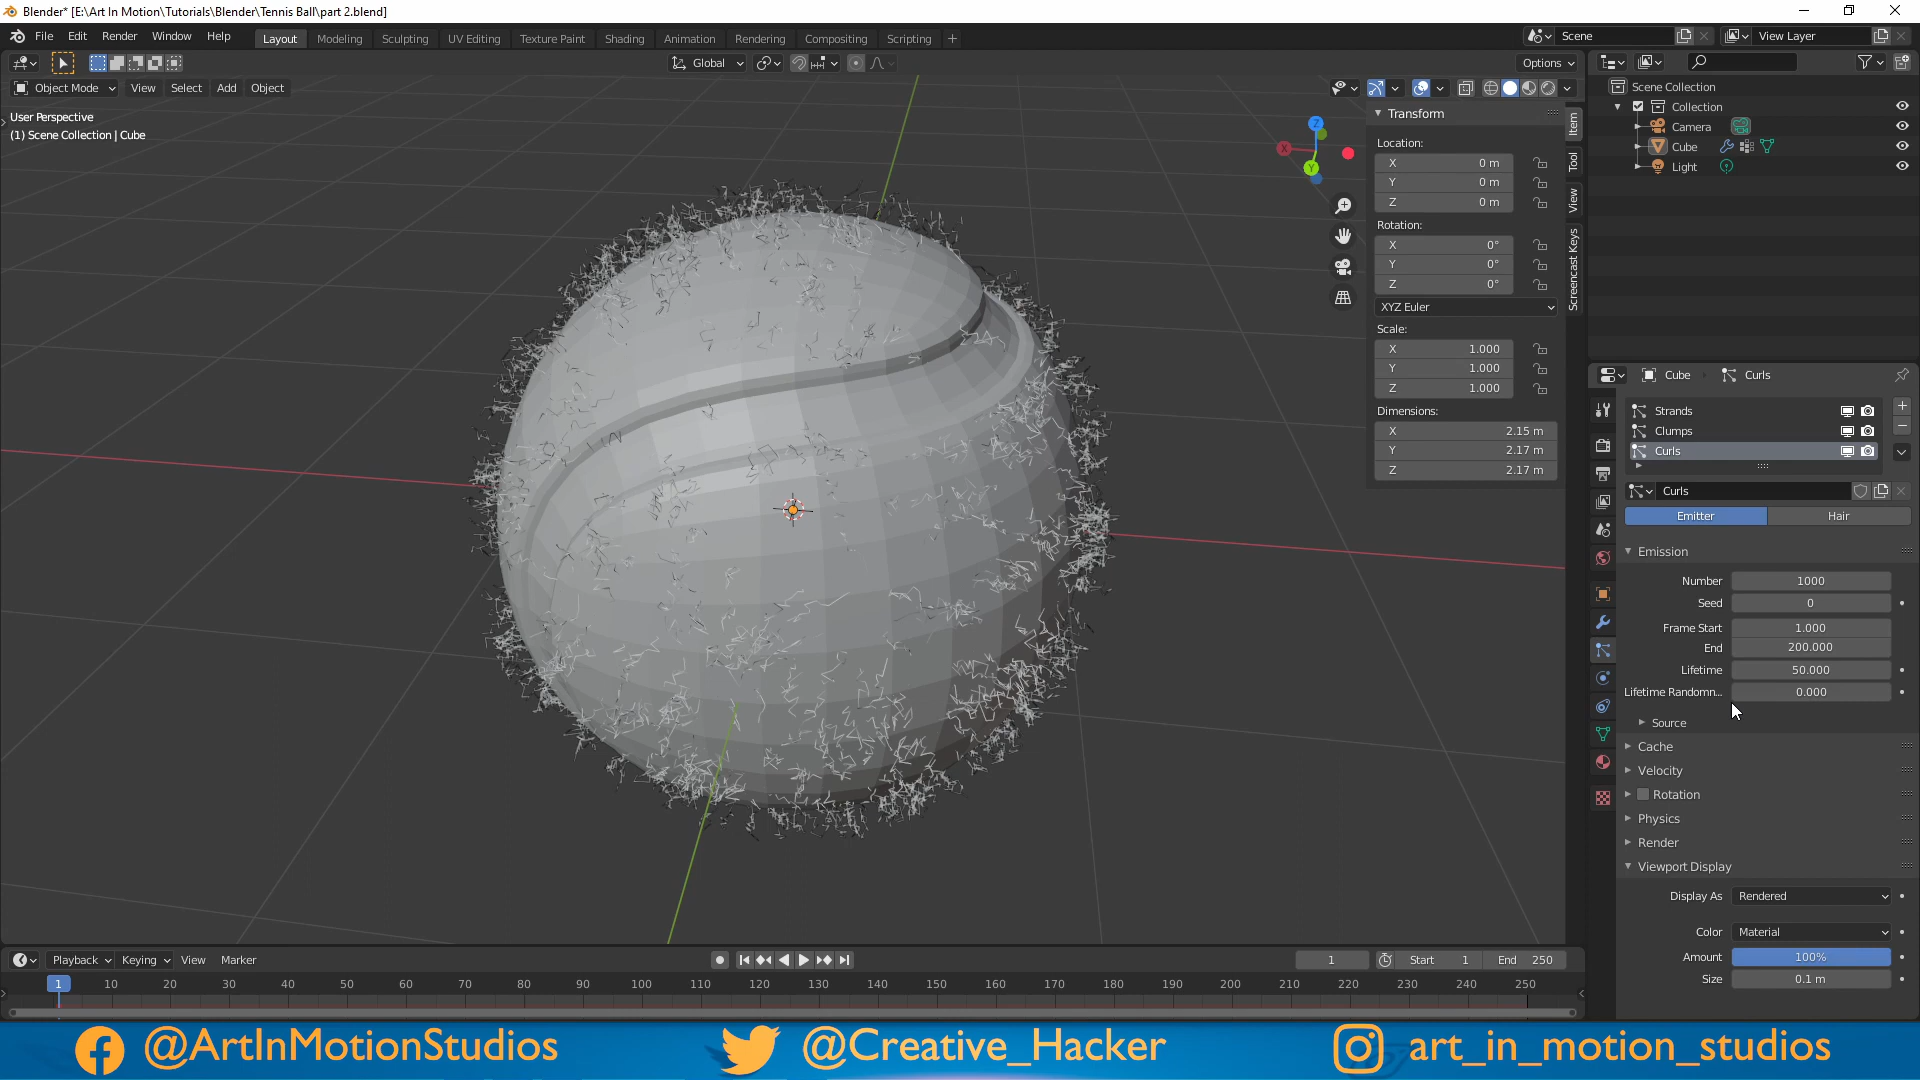 Blender* [E:\Art In Motion\Tutorials\Blender\Tennis Ball\part 2.blend]
File Edit Render Window Help Layout Modeling Sculpting UV Editing Texture Paint Shading Animation Rendering Compositing Scripting + Scene View Layer
Global Options
Object Mode View Select Add Object
User Perspective
(1) Scene Collection | Cube
Z
X
Y
Transform
Location:
X 0 m
Y 0 m
Z 0 m
Rotation:
X 0°
Y 0°
Z 0°
XYZ Euler
Scale:
X 1.000
Y 1.000
Z 1.000
Dimensions:
X 2.15 m
Y 2.17 m
Z 2.17 m
Item
Tool
View
Screencast Keys
Scene Collection
Collection
Camera
Cube
Light
Cube Curls
Strands
Clumps
Curls
Curls
Emitter Hair
Emission
Number 1000
Seed 0
Frame Start 1.000
End 200.000
Lifetime 50.000
Lifetime Randomn... 0.000
Source
Cache
Velocity
Rotation
Physics
Render
Viewport Display
Display As Rendered
Color Material
Amount 100%
Size 0.1 m
Playback Keying View Marker 1 Start 1 End 250
1 10 20 30 40 50 60 70 80 90 100 110 120 130 140 150 160 170 180 190 200 210 220 230 240 250
@ArtInMotionStudios @Creative_Hacker art_in_motion_studios